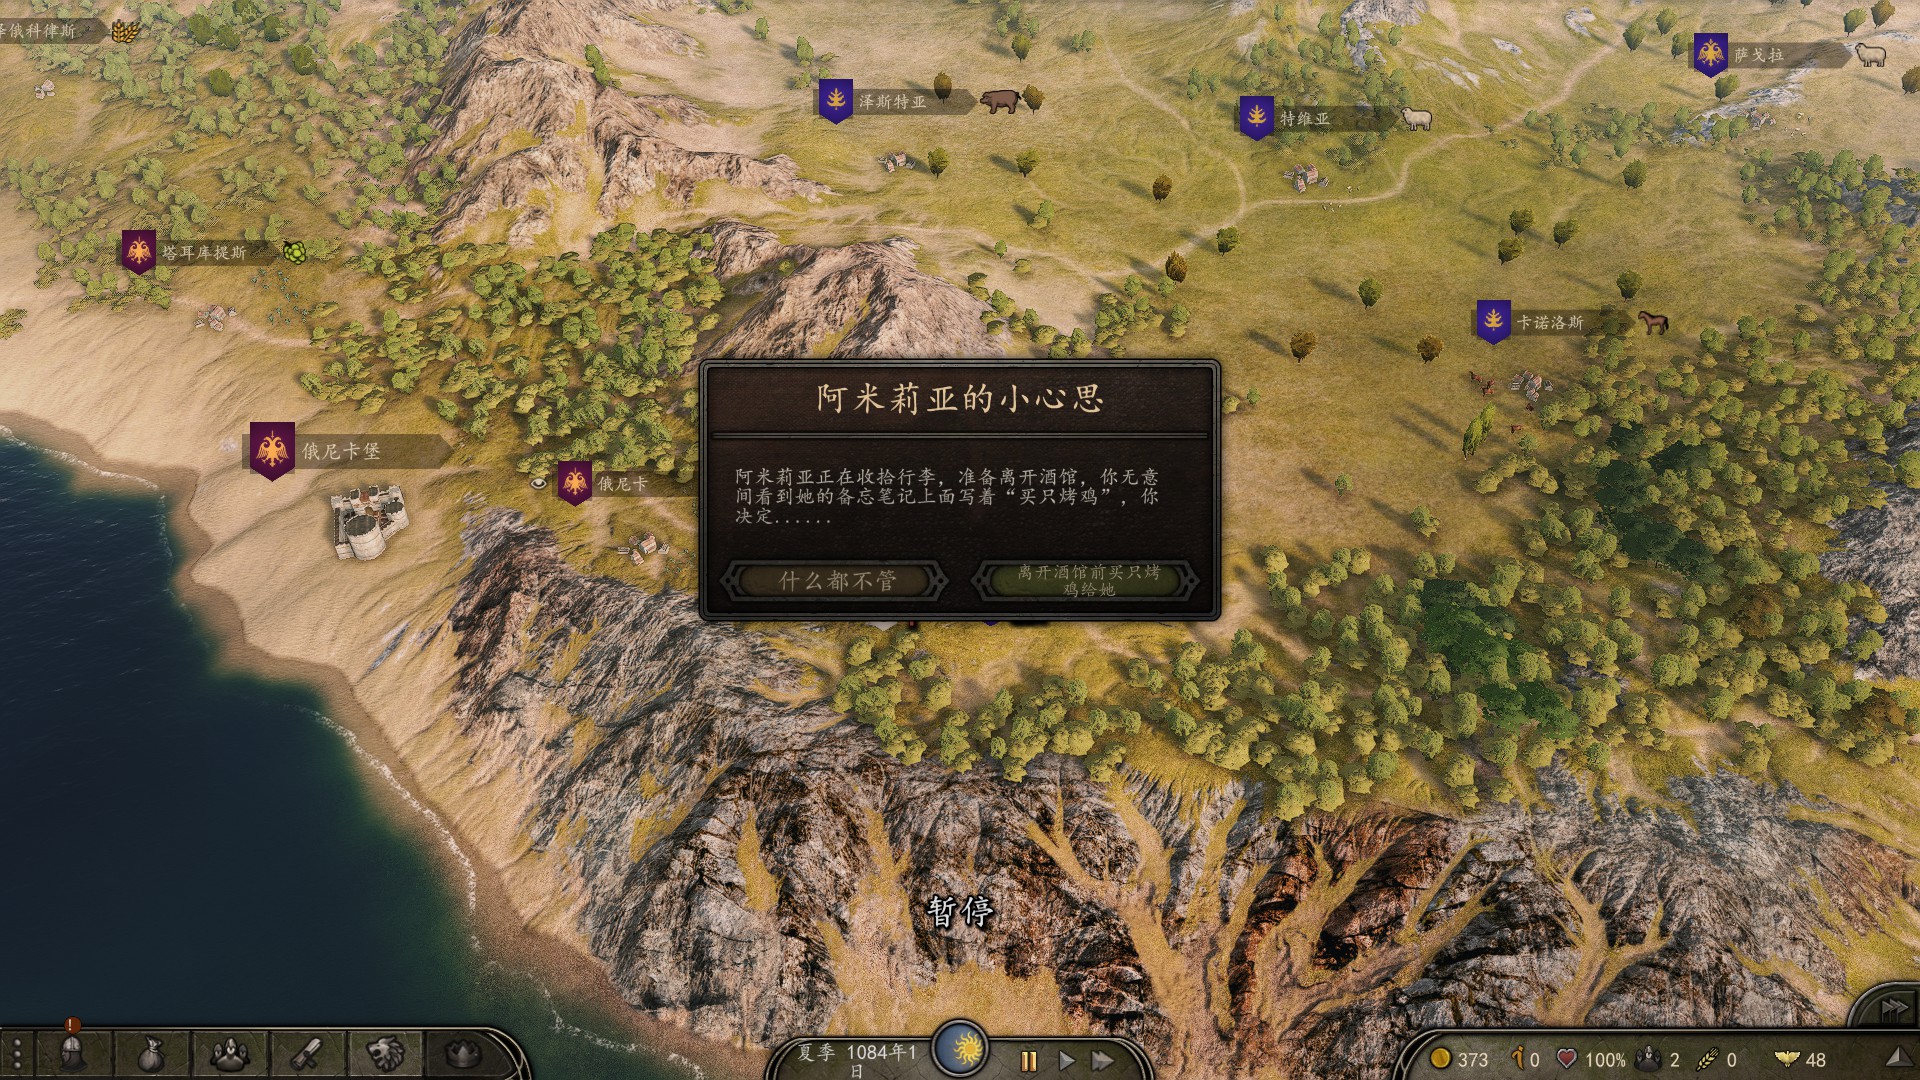 俄科律斯
泽斯特亚
特维亚
萨戈拉
塔耳库提斯
卡诺洛斯
俄尼卡堡
俄尼卡
阿米莉亚的小心思
阿米莉亚正在收拾行李，准备离开酒馆，你无意
间看到她的备忘笔记上面写着“买只烤鸡”，你
决定......
什么都不管
离开酒馆前买只烤
鸡给她
暂停
夏季 1084年1
日
373
0
100%
2
0
48